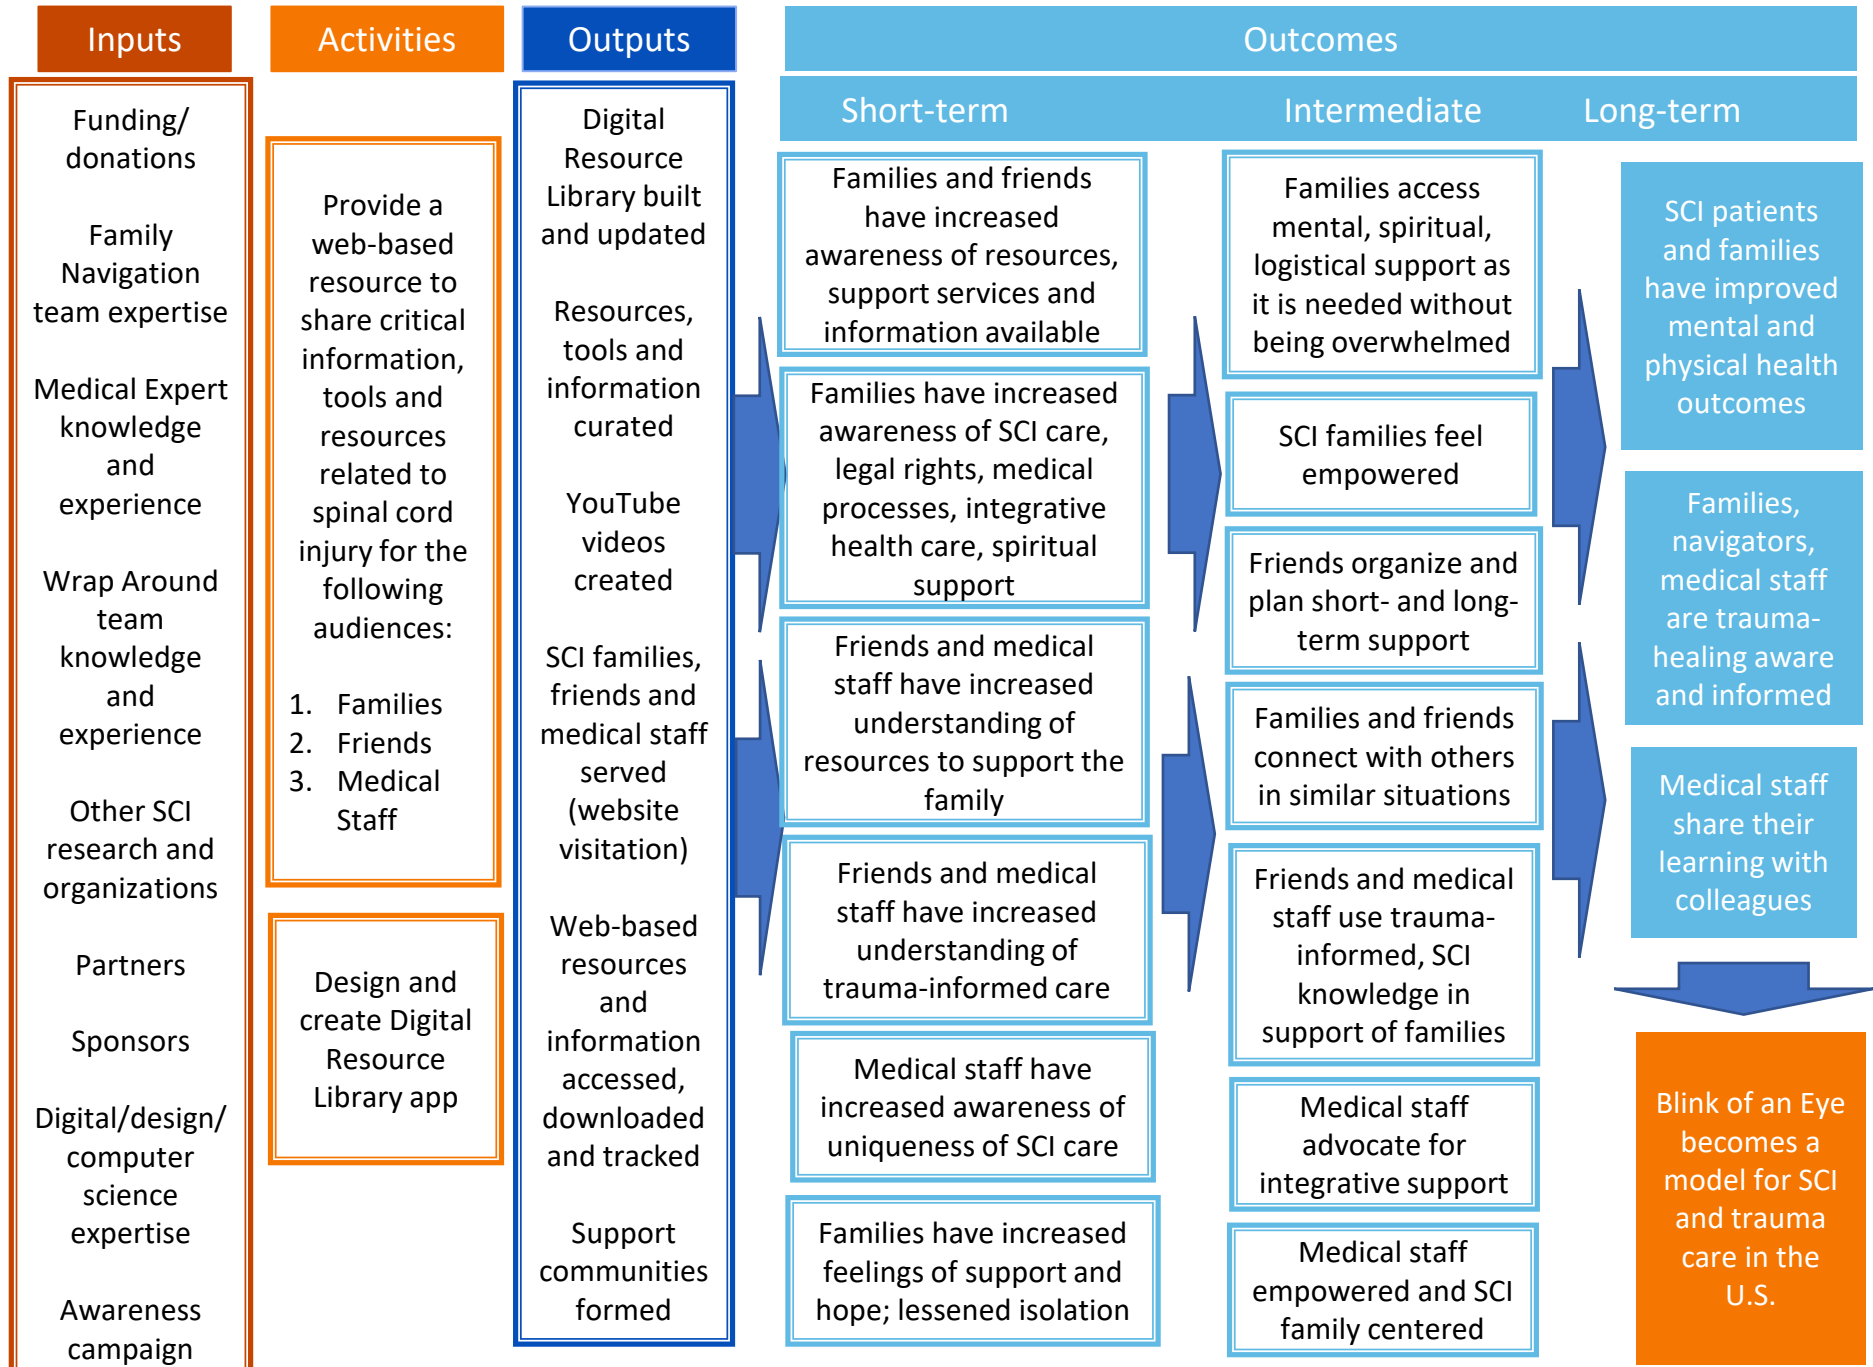 Inputs
Activities
Outputs
Outcomes
Short-term
Intermediate
Long-term
Funding/
donations
Family
Navigation
team expertise
Medical Expert
knowledge
and
experience
Wrap Around
team
knowledge
and
experience
Other SCI
research and
organizations
Partners
Sponsors
Digital/design/
computer
science
expertise
Awareness
campaign
Provide a
web-based
resource to
share critical
information,
tools and
resources
related to
spinal cord
injury for the
following
audiences:
1. Families
2. Friends
3. Medical
Staff
Design and
create Digital
Resource
Library app
Digital
Resource
Library built
and updated
Resources,
tools and
information
curated
YouTube
videos
created
SCI families,
friends and
medical staff
served
(website
visitation)
Web-based
resources
and
information
accessed,
downloaded
and tracked
Support
communities
formed
Families and friends
have increased
awareness of resources,
support services and
information available
Families have increased
awareness of SCI care,
legal rights, medical
processes, integrative
health care, spiritual
support
Friends and medical
staff have increased
understanding of
resources to support the
family
Friends and medical
staff have increased
understanding of
trauma-informed care
Medical staff have
increased awareness of
uniqueness of SCI care
Families have increased
feelings of support and
hope; lessened isolation
Families access
mental, spiritual,
logistical support as
it is needed without
being overwhelmed
SCI families feel
empowered
Friends organize and
plan short- and long-
term support
Families and friends
connect with others
in similar situations
Friends and medical
staff use trauma-
informed, SCI
knowledge in
support of families
Medical staff
advocate for
integrative support
Medical staff
empowered and SCI
family centered
SCI patients
and families
have improved
mental and
physical health
outcomes
Families,
navigators,
medical staff
are trauma-
healing aware
and informed
Medical staff
share their
learning with
colleagues
Blink of an Eye
becomes a
model for SCI
and trauma
care in the
U.S.